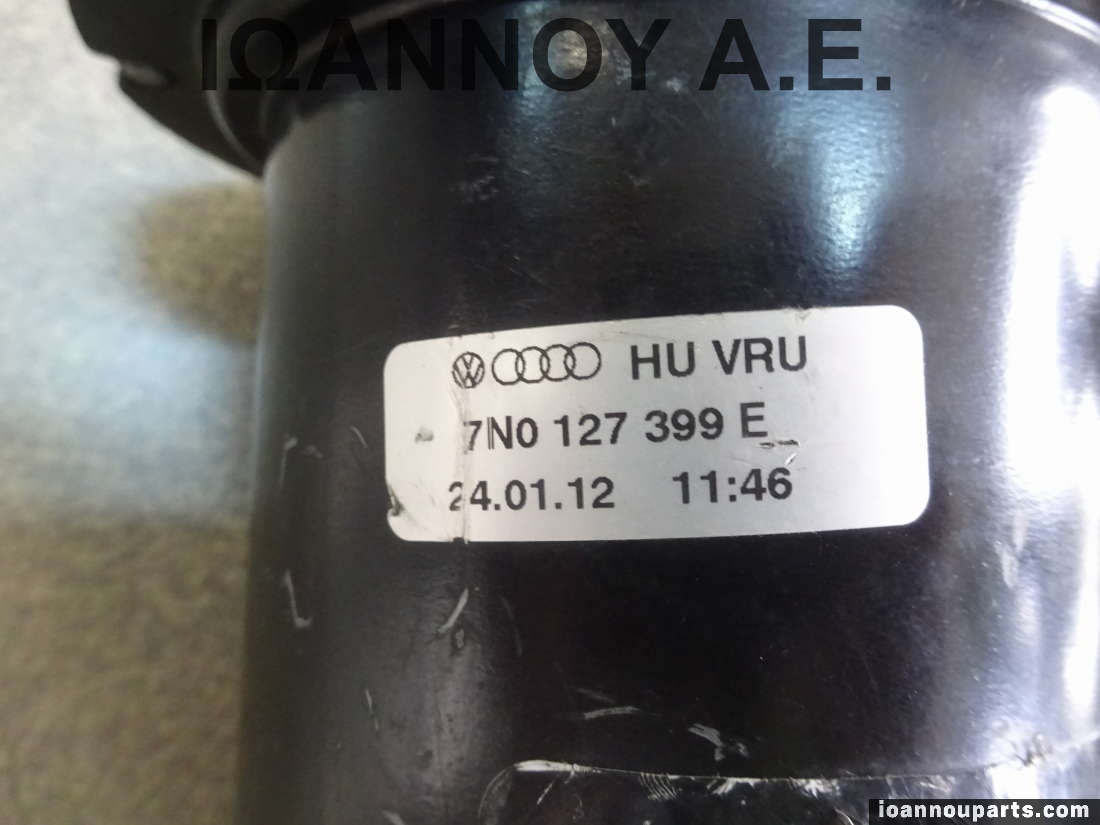 ΙΩΑΝΝΟΥ Α.Ε.
HU VRU
7N0 127 399 E
24.01.12 11:46
ioannouparts.com